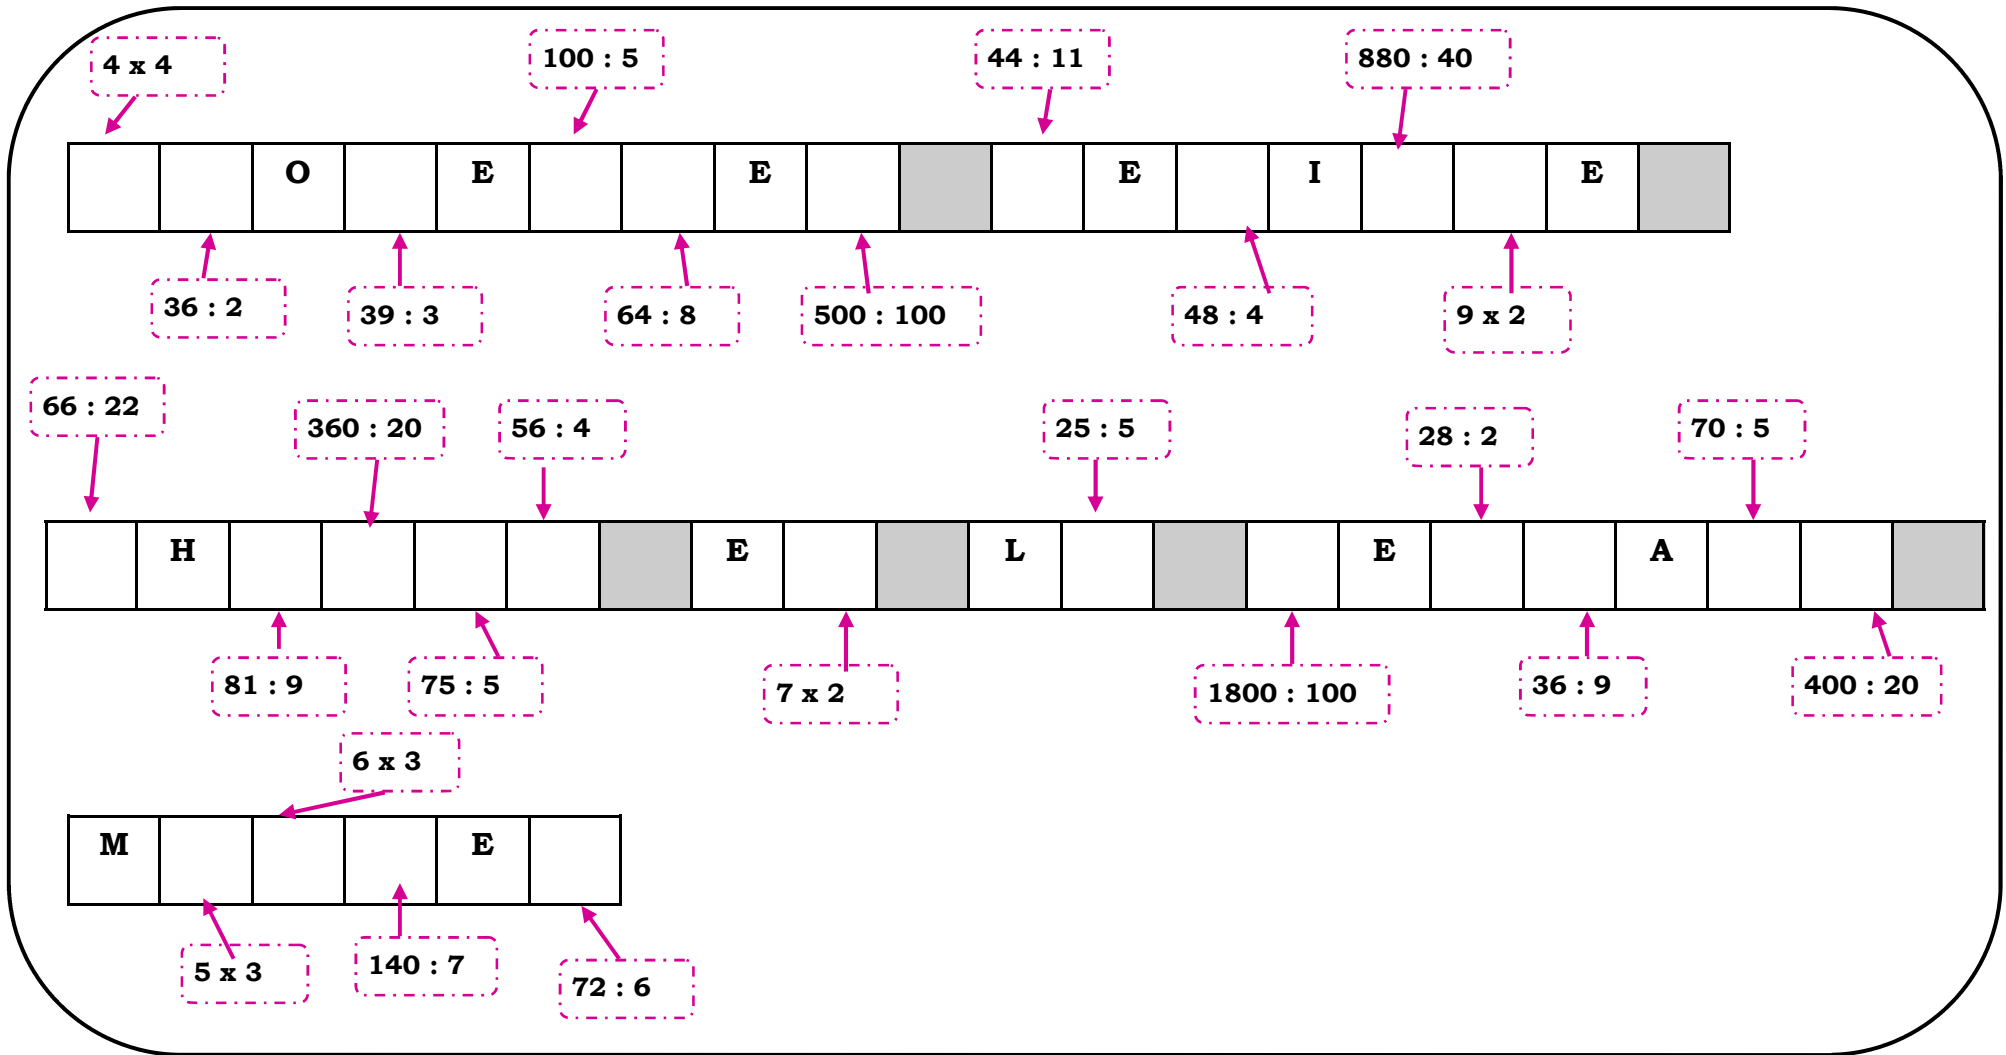 4 x 4 100 : 5 44 : 11 880 : 40
O E E E I E
36 : 2 39 : 3 64 : 8 500 : 100 48 : 4 9 x 2
66 : 22 360 : 20 56 : 4 25 : 5 28 : 2 70 : 5
H E L E A
81 : 9 75 : 5 7 x 2 1800 : 100 36 : 9 400 : 20
6 x 3
M E
5 x 3 140 : 7 72 : 6